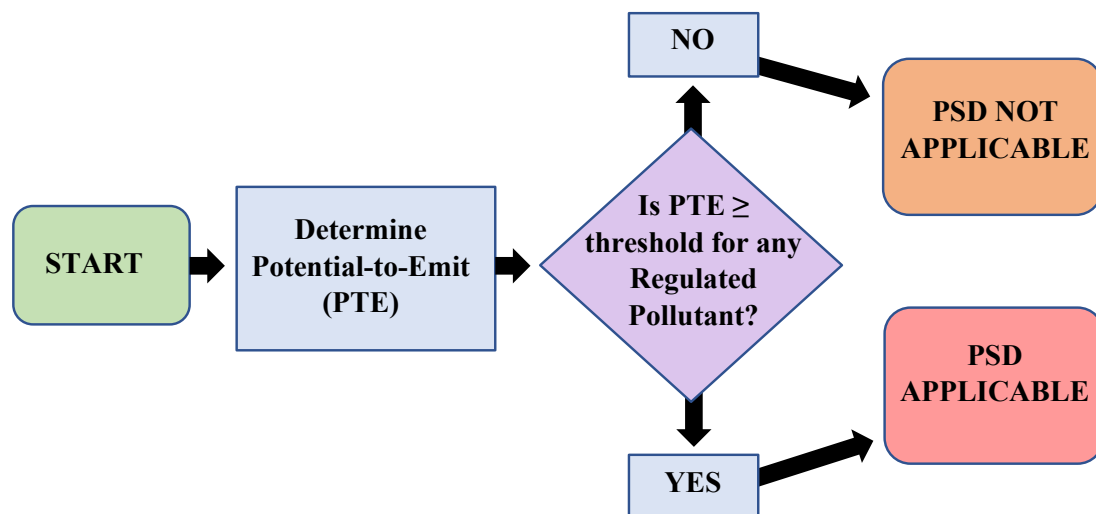 START
Determine
Potential-to-Emit
(PTE)
Is PTE ≥
threshold for any
Regulated
Pollutant?
NO
PSD NOT
APPLICABLE
YES
PSD
APPLICABLE